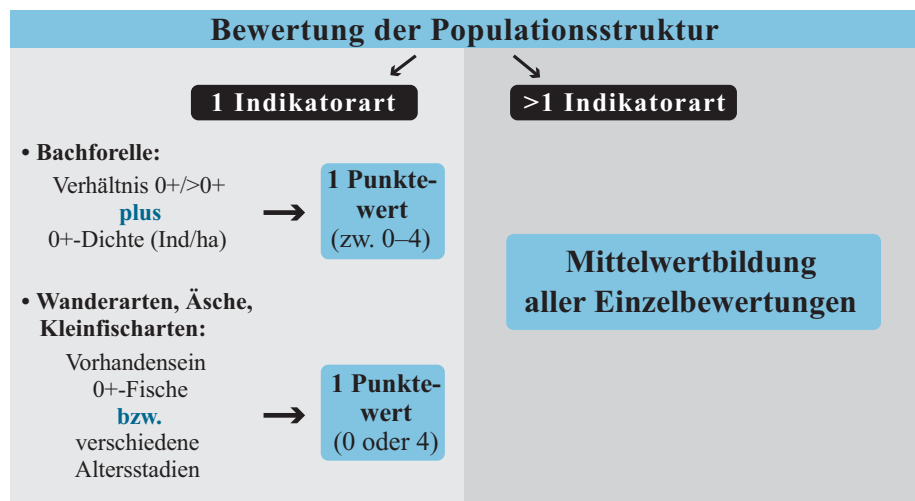 Bewertung der Populationsstruktur
1 Indikatorart
• Bachforelle:
Verhältnis 0+/>0+
plus
0+-Dichte (Ind/ha)
1 Punkte-
wert
(zw. 0–4)
• Wanderarten, Äsche,
Kleinfischarten:
Vorhandensein
0+-Fische
bzw.
verschiedene
Altersstadien
1 Punkte-
wert
(0 oder 4)
>1 Indikatorart
Mittelwertbildung
aller Einzelbewertungen